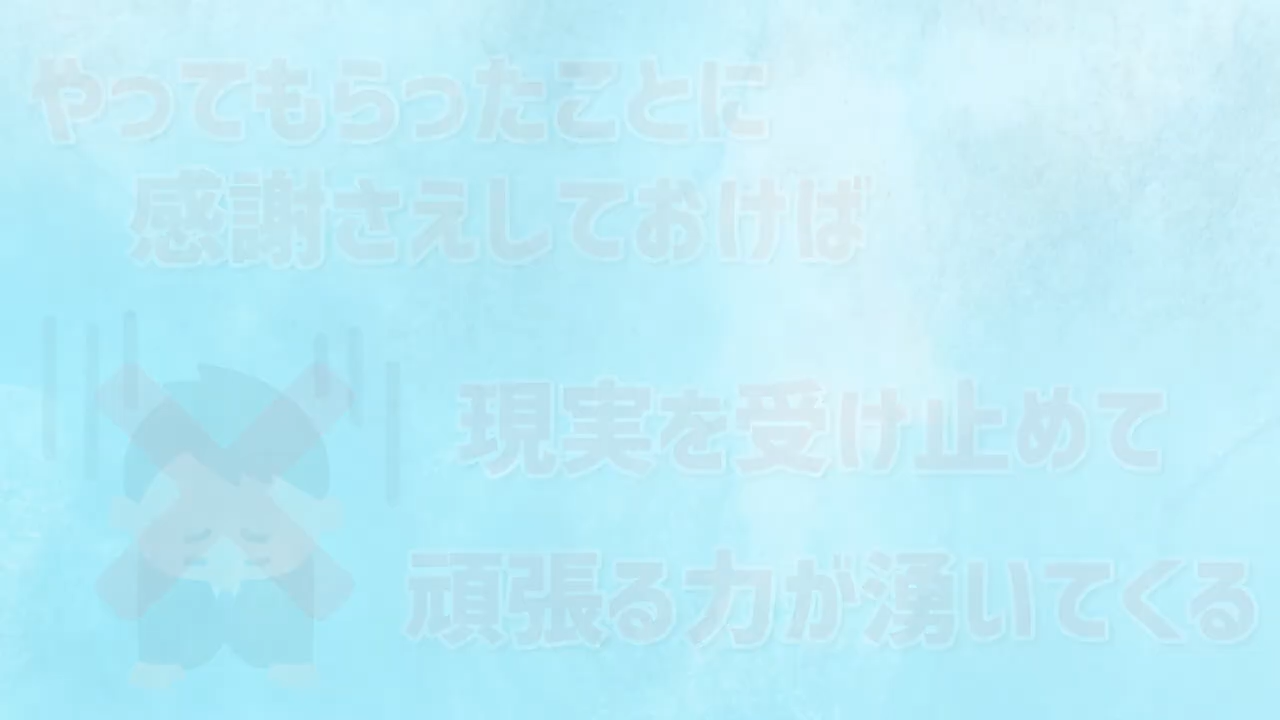 やってもらったことに
感謝さえしておけば
現実を受け止めて
頑張る力が湧いてくる